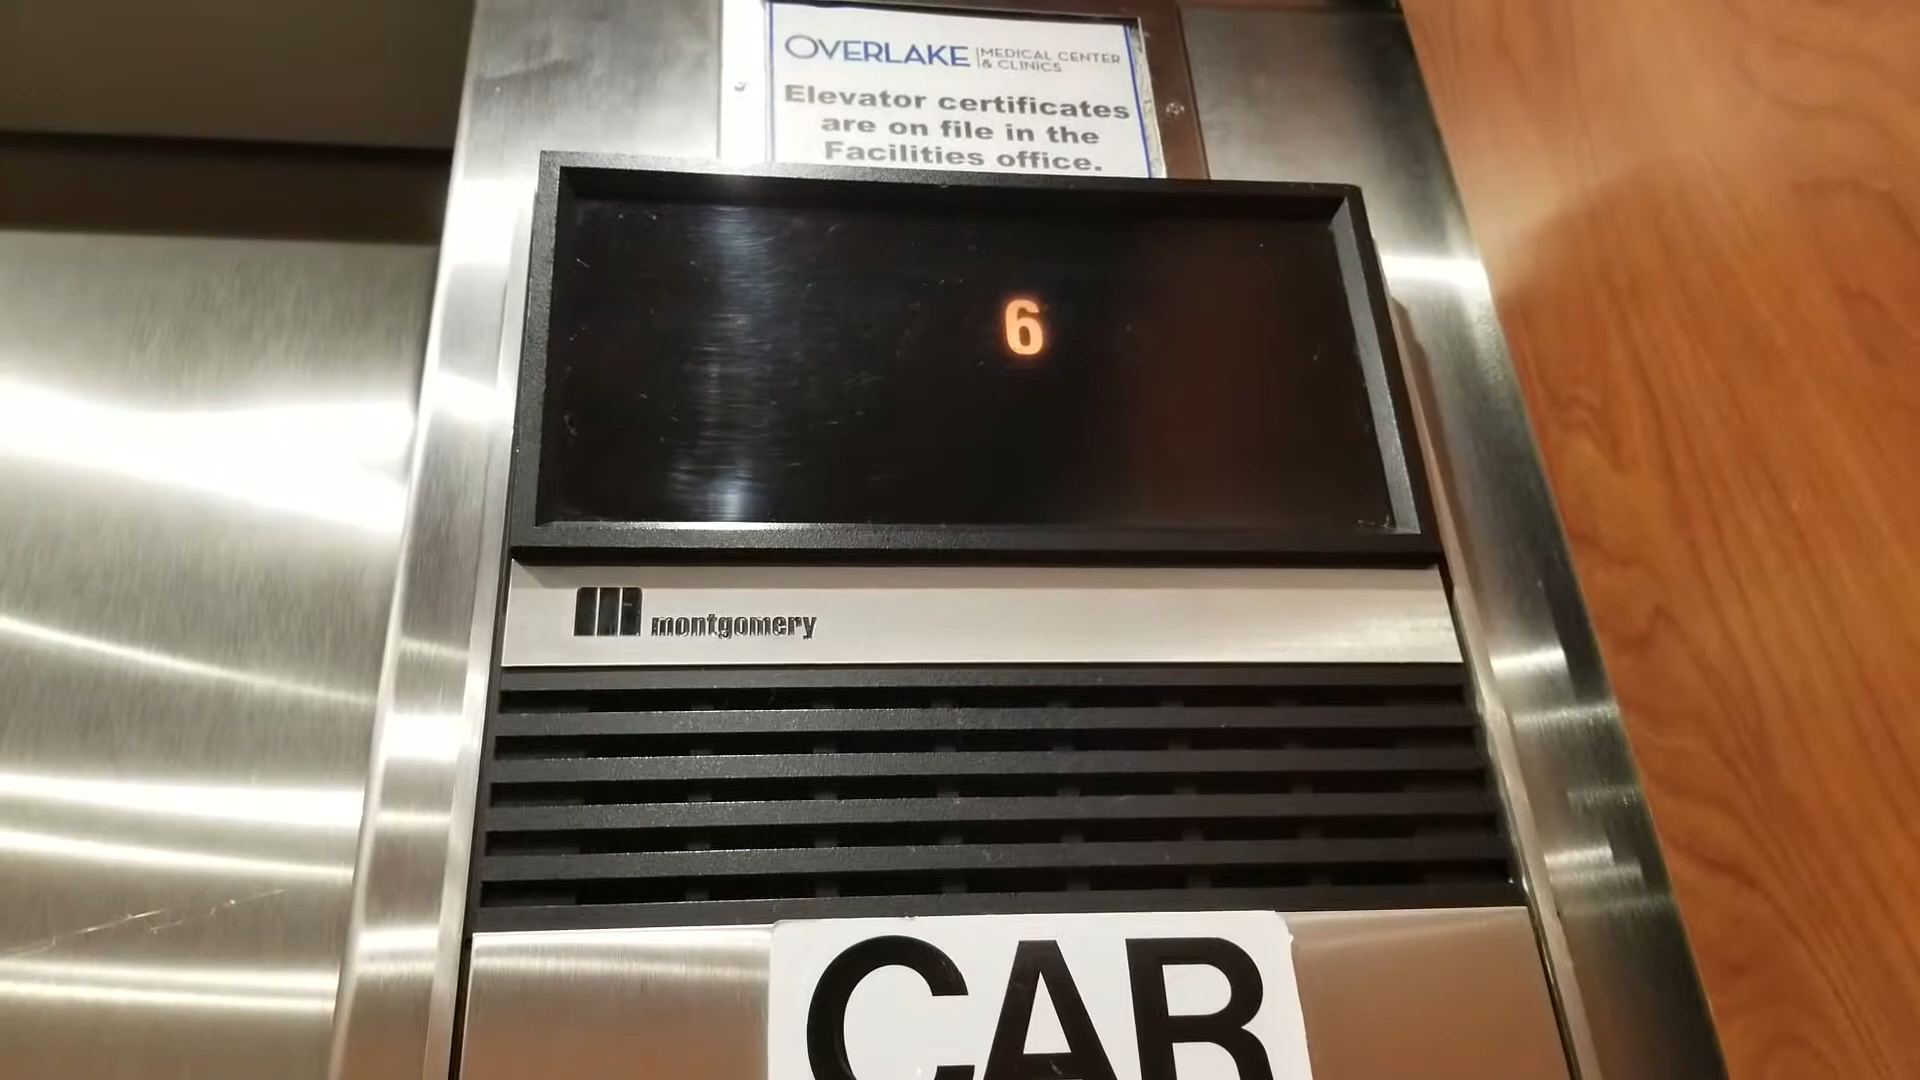 OVERLAKE MEDICAL CENTER
& CLINICS
Elevator certificates
are on file in the
Facilities office.
6
montgomery
CAR